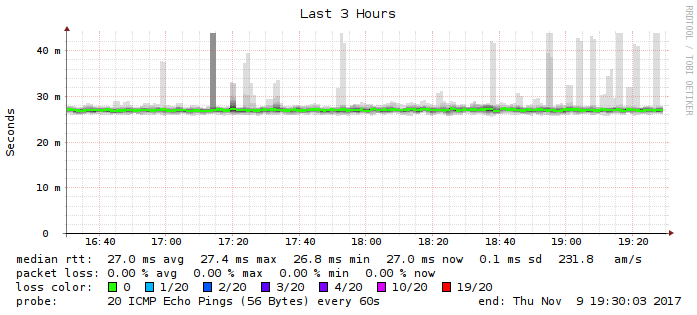 Last 3 Hours
RRDTOOL / TOBI OETIKER
Seconds
40 m
30 m
20 m
10 m
0
16:40 17:00 17:20 17:40 18:00 18:20 18:40 19:00 19:20
median rtt: 27.0 ms avg 27.4 ms max 26.8 ms min 27.0 ms now 0.1 ms sd 231.8 am/s
packet loss: 0.00 % avg 0.00 % max 0.00 % min 0.00 % now
loss color: 0 1/20 2/20 3/20 4/20 10/20 19/20
probe: 20 ICMP Echo Pings (56 Bytes) every 60s end: Thu Nov 9 19:30:03 2017